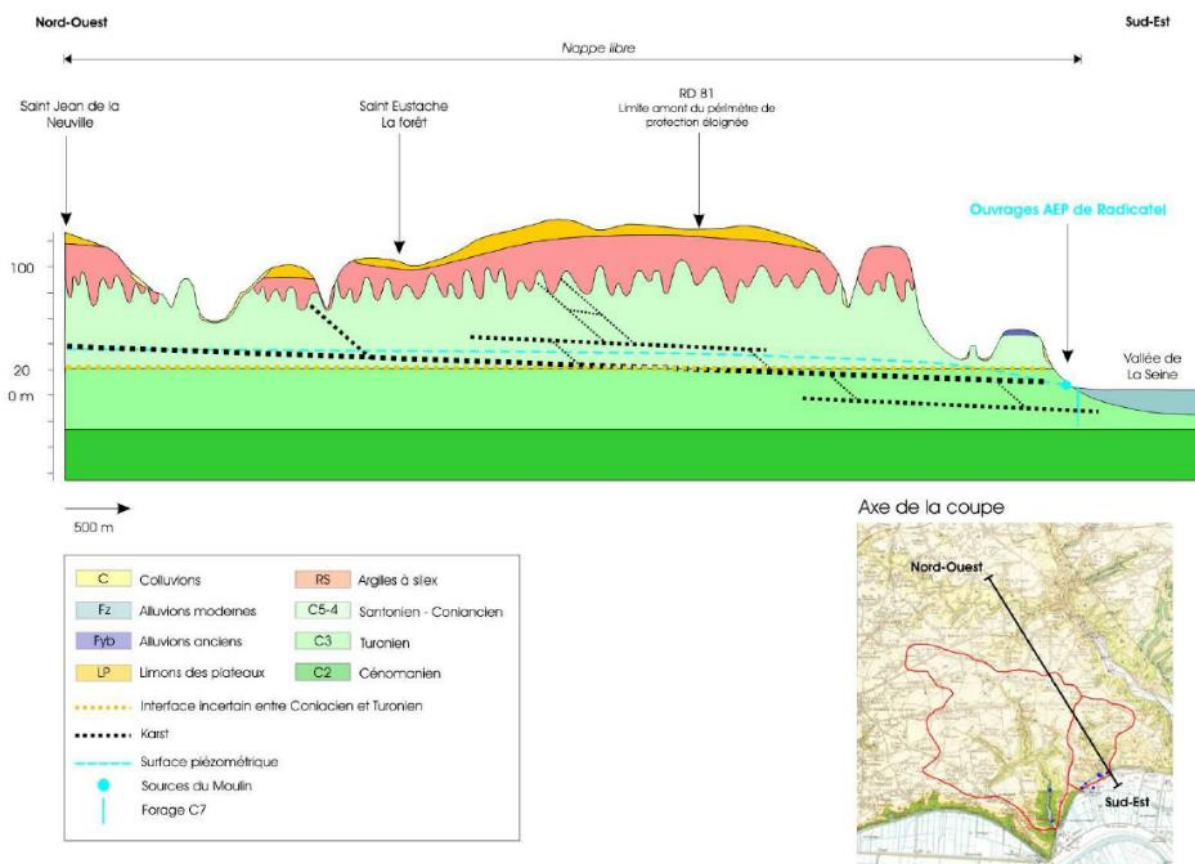 Nord-Ouest
Sud-Est
Nappe libre
Saint Jean de la
Neuville
Saint Eustache
La forêt
RD 81
Limite amont du périmètre de
protection éloignée
Ouvrages AEP de Radicatel
100
20
0 m
Vallée de
La Seine
500 m
C Colluvions
Fz Alluvions modernes
Fyb Alluvions anciens
LP Limons des plateaux
RS Argiles à silex
C5-4 Santonien - Coniancien
C3 Turonien
C2 Cénomanien
Interface incertain entre Coniacien et Turonien
Karst
Surface piézométrique
Sources du Moulin
Forage C7
Axe de la coupe
Nord-Ouest
Sud-Est